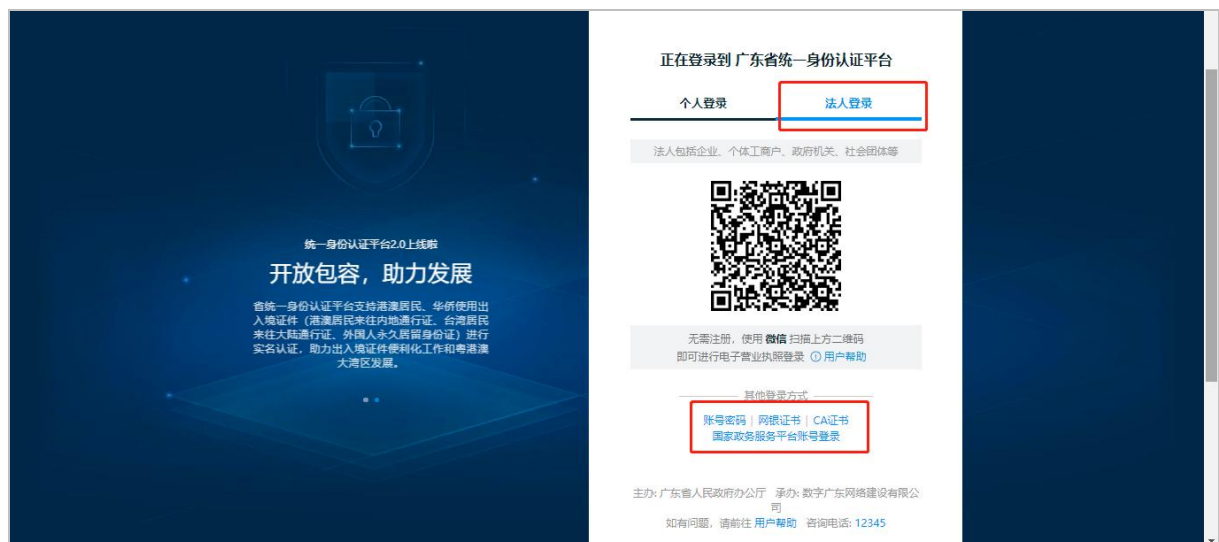 统一身份认证平台2.0上线啦
开放包容，助力发展
省统一身份认证平台支持港澳居民、华侨使用出
入境证件（港澳居民来往内地通行证、台湾居民
来往大陆通行证、外国人永久居留身份证）进行
实名认证，助力出入境证件便利化工作和粤港澳
大湾区发展。
正在登录到 广东省统一身份认证平台
个人登录 法人登录
法人包括企业、个体工商户、政府机关、社会团体等
无需注册，使用 微信 扫描上方二维码
即可进行电子营业执照登录 用户帮助
其他登录方式
账号密码 | 网银证书 | CA证书
国家政务服务平台账号登录
主办: 广东省人民政府办公厅 承办: 数字广东网络建设有限公
司
如有问题，请前往 用户帮助 咨询电话: 12345